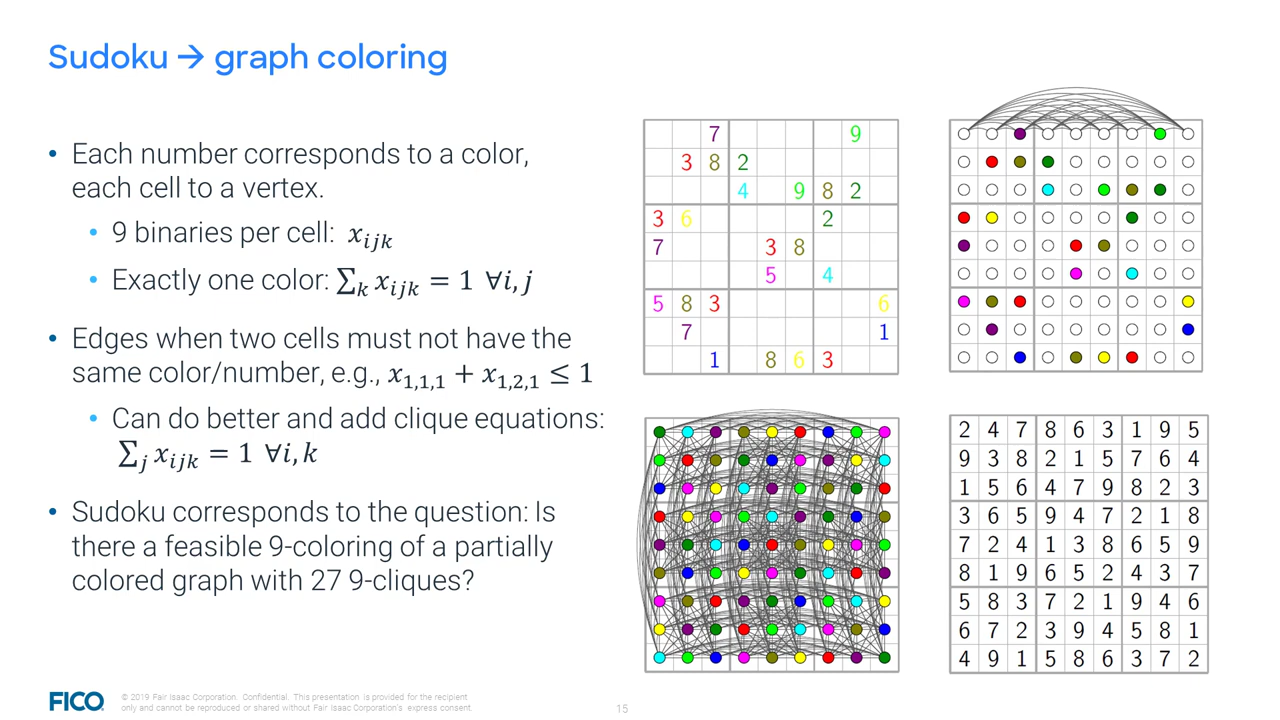 Sudoku → graph coloring
• Each number corresponds to a color,
each cell to a vertex.
• 9 binaries per cell: x_{ijk}
• Exactly one color: ∑_k x_{ijk} = 1 ∀i,j
• Edges when two cells must not have the
same color/number, e.g., x_{1,1,1} + x_{1,2,1} ≤ 1
• Can do better and add clique equations:
∑_j x_{ijk} = 1 ∀i,k
• Sudoku corresponds to the question: Is
there a feasible 9-coloring of a partially
colored graph with 27 9-cliques?
7 9
3 8 2
4 9 8 2
3 6 2
7 3 8
5 4
5 8 3 6
7 1
1 8 6 3
2 4 7 8 6 3 1 9 5
9 3 8 2 1 5 7 6 4
1 5 6 4 7 9 8 2 3
3 6 5 9 4 7 2 1 8
7 2 4 1 3 8 6 5 9
8 1 9 6 5 2 4 3 7
5 8 3 7 2 1 9 4 6
6 7 2 3 9 4 5 8 1
4 9 1 5 8 6 3 7 2
FICO
© 2019 Fair Isaac Corporation. Confidential. This presentation is provided for the recipient
only and cannot be reproduced or shared without Fair Isaac Corporation's express consent.
15